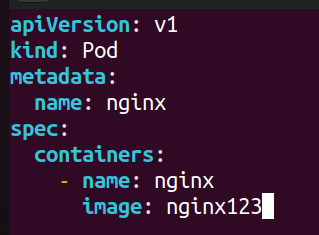 apiVersion: v1
kind: Pod
metadata:
  name: nginx
spec:
  containers:
    - name: nginx
      image: nginx123